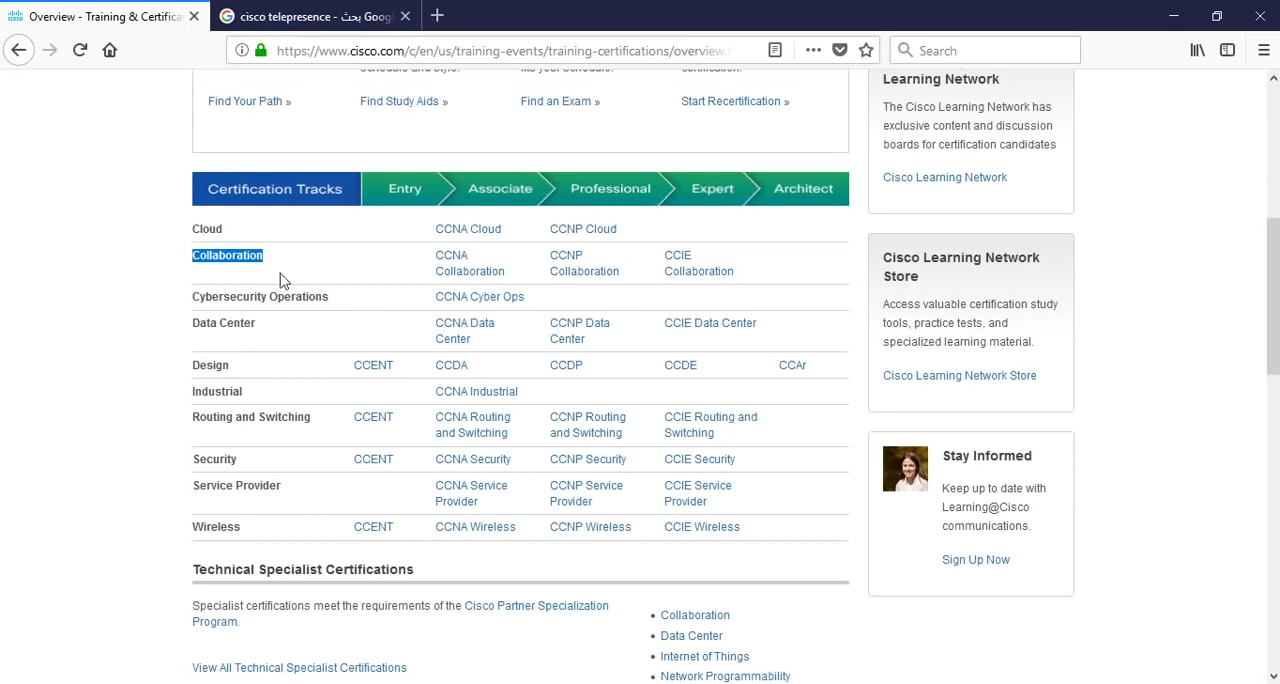 Overview - Training & Certifica
cisco telepresence - بحث Goog
https://www.cisco.com/c/en/us/training-events/training-certifications/overview.
Search
schedule and style.
fits your schedule.
certification.
Find Your Path »
Find Study Aids »
Find an Exam »
Start Recertification »
Certification Tracks
Entry
Associate
Professional
Expert
Architect
Cloud
CCNA Cloud
CCNP Cloud
Collaboration
CCNA
Collaboration
CCNP
Collaboration
CCIE
Collaboration
Cybersecurity Operations
CCNA Cyber Ops
Data Center
CCNA Data
Center
CCNP Data
Center
CCIE Data Center
Design
CCENT
CCDA
CCDP
CCDE
CCAr
Industrial
CCNA Industrial
Routing and Switching
CCENT
CCNA Routing
and Switching
CCNP Routing
and Switching
CCIE Routing and
Switching
Security
CCENT
CCNA Security
CCNP Security
CCIE Security
Service Provider
CCNA Service
Provider
CCNP Service
Provider
CCIE Service
Provider
Wireless
CCENT
CCNA Wireless
CCNP Wireless
CCIE Wireless
Technical Specialist Certifications
Specialist certifications meet the requirements of the Cisco Partner Specialization
Program.
View All Technical Specialist Certifications
• Collaboration
• Data Center
• Internet of Things
• Network Programmability
Learning Network
The Cisco Learning Network has
exclusive content and discussion
boards for certification candidates
Cisco Learning Network
Cisco Learning Network
Store
Access valuable certification study
tools, practice tests, and
specialized learning material.
Cisco Learning Network Store
Stay Informed
Keep up to date with
Learning@Cisco
communications.
Sign Up Now